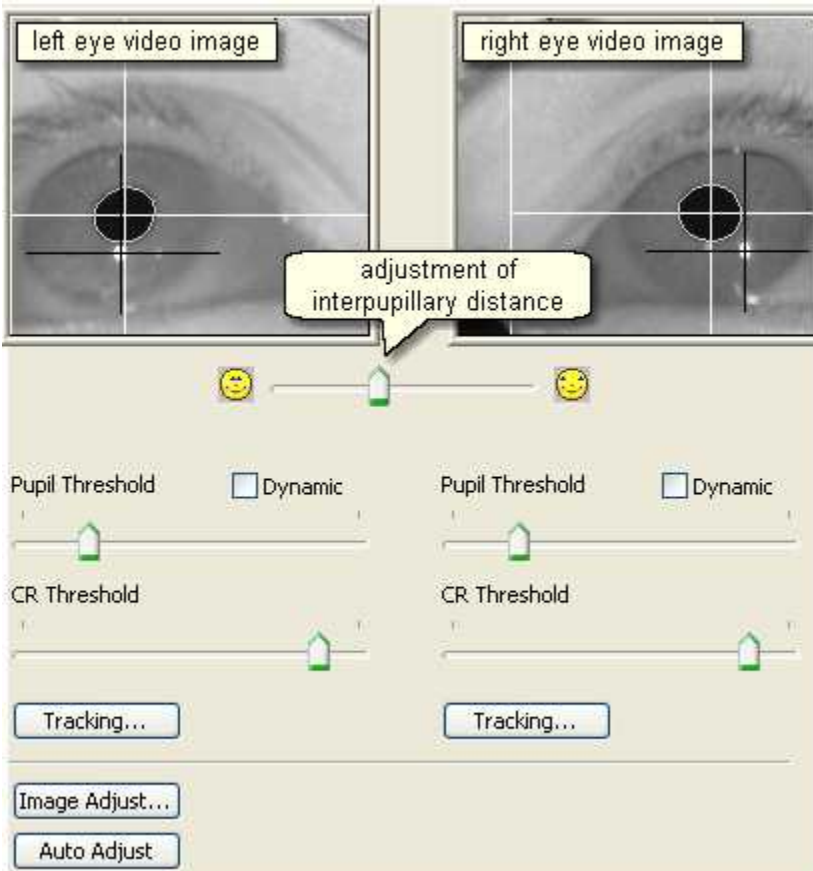 left eye video image
right eye video image
adjustment of
interpupillary distance
Pupil Threshold
Dynamic
Pupil Threshold
Dynamic
CR Threshold
CR Threshold
Tracking...
Tracking...
Image Adjust...
Auto Adjust